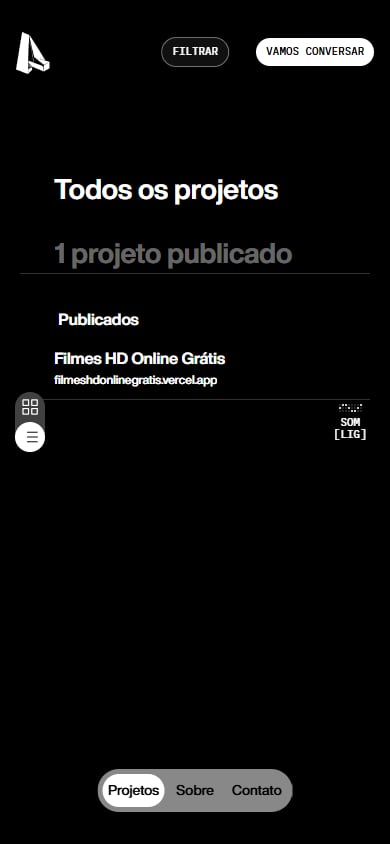 FILTRAR
VAMOS CONVERSAR
Todos os projetos
1 projeto publicado
Publicados
Filmes HD Online Grátis
filmeshdonlinegratis.vercel.app
SOM
[LIG]
Projetos
Sobre
Contato